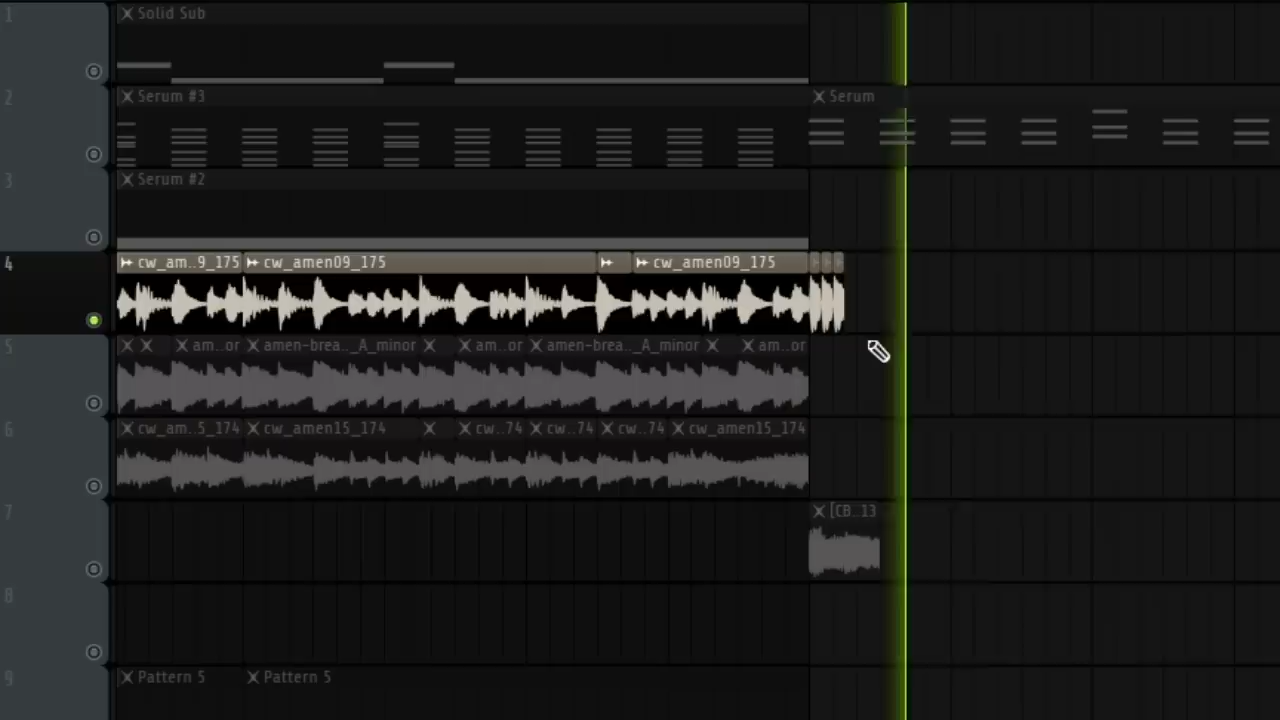 1 Solid Sub
2 Serum #3 Serum
3 Serum #2
4 cw_am..9_175 cw_amen09_175 cw_amen09_175
5 am..or amen-brea.._A_minor am..or amen-brea.._A_minor am..or
6 cw_am..5_174 cw_amen15_174 cw..74 cw..74 cw..74 cw_amen15_174
7 [CB..13
8
9 Pattern 5 Pattern 5